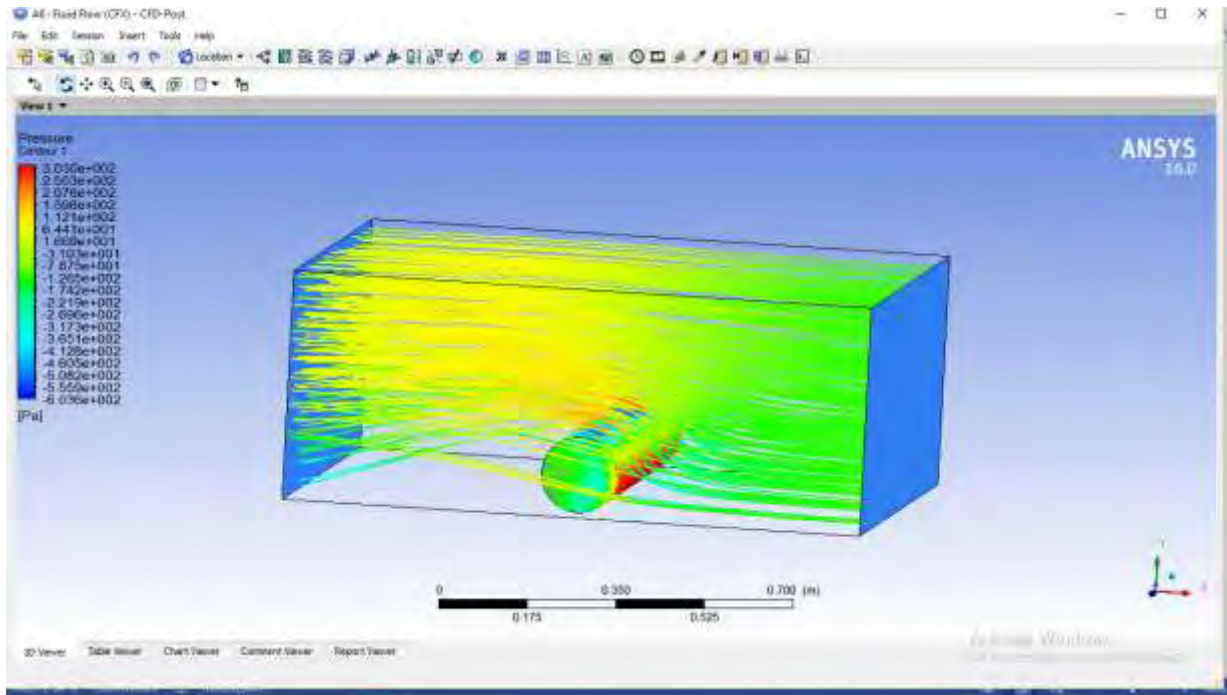 A6 - Fluid Flow (CFX) - CFD-Post
File Edit Session Insert Tools Help
Location
View 1
Pressure
Contour 1
3.030e+002
2.553e+002
2.076e+002
1.598e+002
1.121e+002
6.441e+001
1.669e+001
-3.103e+001
-7.875e+001
-1.265e+002
-1.742e+002
-2.219e+002
-2.696e+002
-3.173e+002
-3.651e+002
-4.128e+002
-4.605e+002
-5.082e+002
-5.559e+002
-6.036e+002
[Pa]
ANSYS
16.0
0 0.350 0.700 (m)
0.175 0.525
Activate Windows
3D Viewer Table Viewer Chart Viewer Comment Viewer Report Viewer